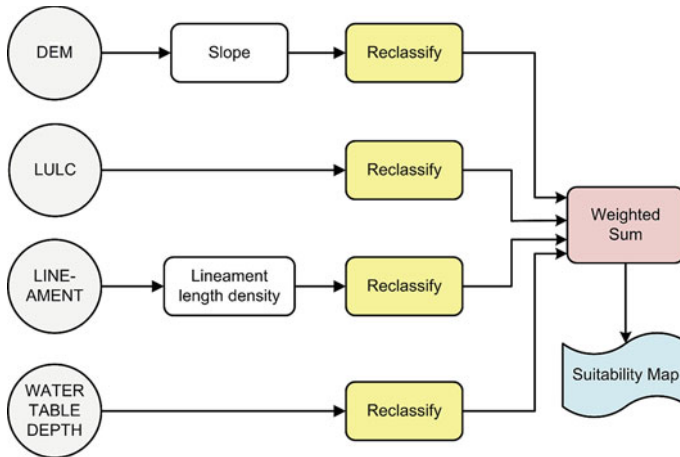 DEM
Slope
Reclassify
LULC
Reclassify
Weighted
Sum
LINE-
AMENT
Lineament
length density
Reclassify
Suitability Map
WATER
TABLE
DEPTH
Reclassify